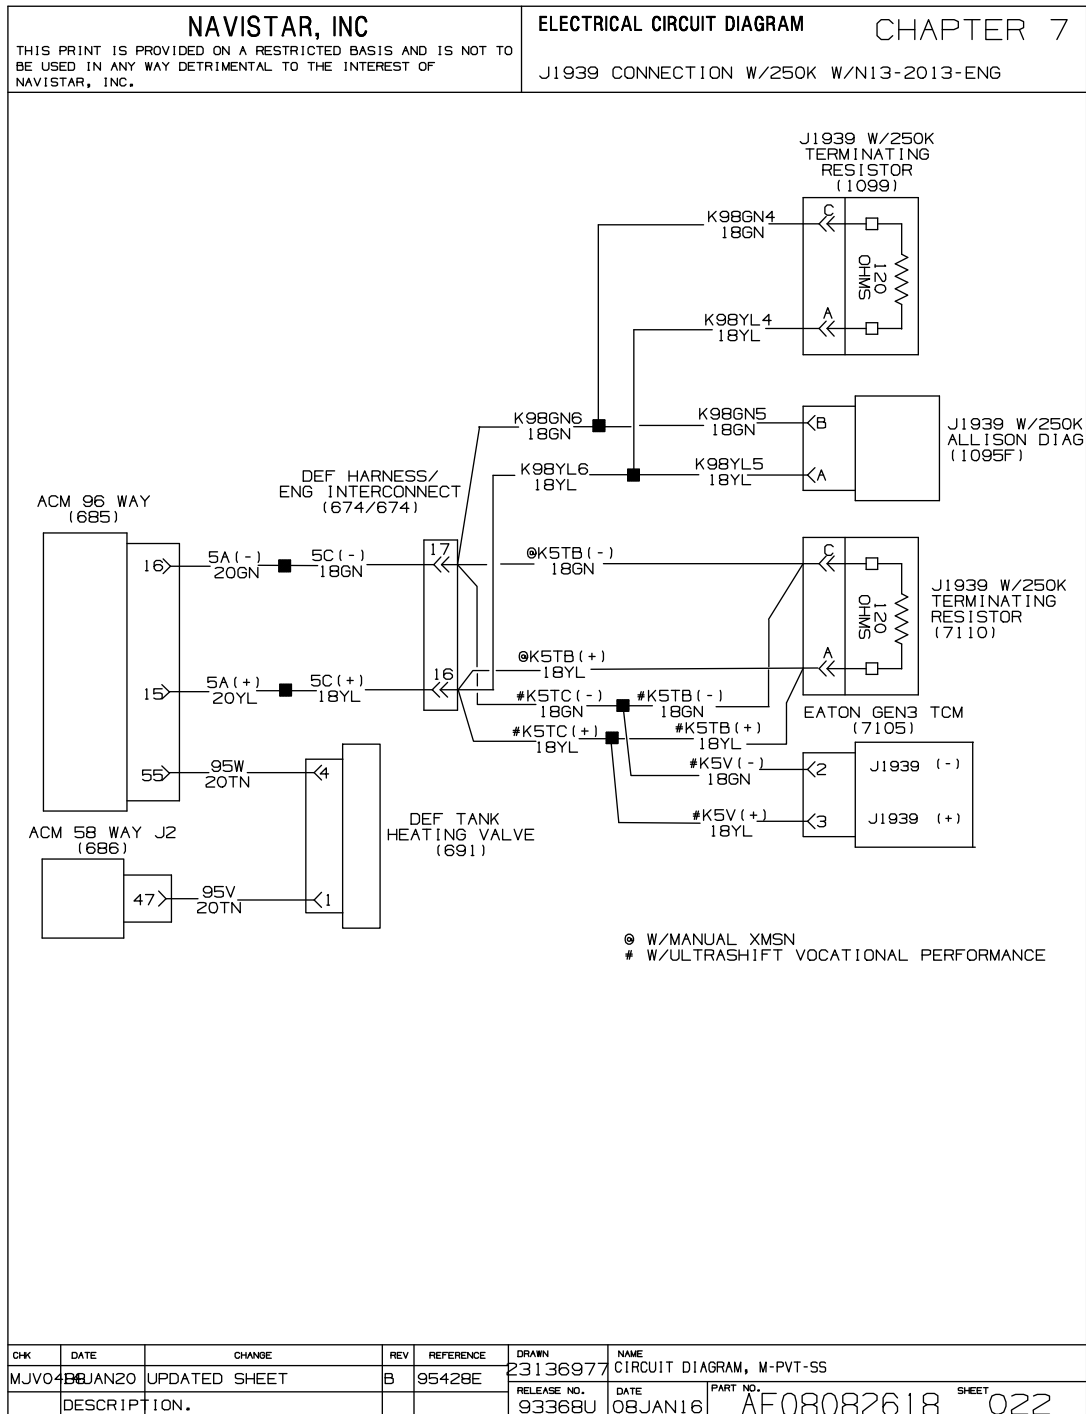 NAVISTAR, INC
THIS PRINT IS PROVIDED ON A RESTRICTED BASIS AND IS NOT TO
BE USED IN ANY WAY DETRIMENTAL TO THE INTEREST OF
NAVISTAR, INC.
ELECTRICAL CIRCUIT DIAGRAM
CHAPTER 7
J1939 CONNECTION W/250K W/N13-2013-ENG
J1939 W/250K
TERMINATING
RESISTOR
(1099)
K98GN4
18GN
C
120
OHMS
K98YL4
18YL
A
K98GN6
18GN
K98GN5
18GN
B
J1939 W/250K
ALLISON DIAG
(1095F)
K98YL6
18YL
K98YL5
18YL
A
DEF HARNESS/
ENG INTERCONNECT
(674/674)
ACM 96 WAY
(685)
16
5A(-)
20GN
5C(-)
18GN
17
@K5TB(-)
18GN
C
120
OHMS
J1939 W/250K
TERMINATING
RESISTOR
(7110)
15
5A(+)
20YL
5C(+)
18YL
16
@K5TB(+)
18YL
A
#K5TC(-)
18GN
#K5TB(-)
18GN
#K5TC(+)
18YL
#K5TB(+)
18YL
EATON GEN3 TCM
(7105)
#K5V(-)
18GN
2
J1939 (-)
#K5V(+)
18YL
3
J1939 (+)
55
95W
20TN
4
DEF TANK
HEATING VALVE
(691)
ACM 58 WAY J2
(686)
47
95V
20TN
1
@ W/MANUAL XMSN
# W/ULTRASHIFT VOCATIONAL PERFORMANCE
CHK
DATE
CHANGE
REV
REFERENCE
DRAWN
23136977
NAME
CIRCUIT DIAGRAM, M-PVT-SS
UPDATED SHEET
B
95428E
DESCRIPTION.
RELEASE NO.
93368U
DATE
08JAN16
PART NO.
AF08082618
SHEET
022